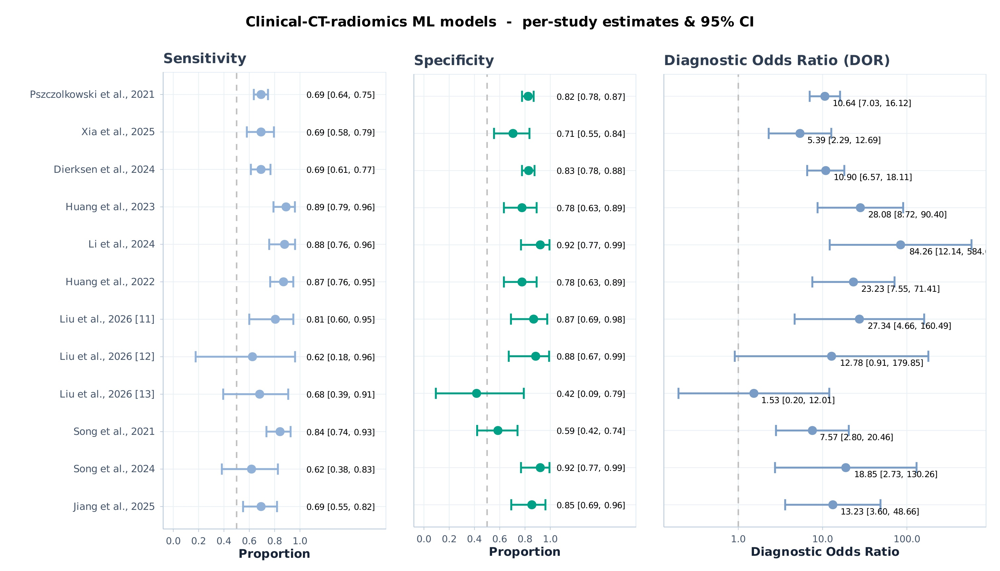 Clinical-CT-radiomics ML models - per-study estimates & 95% CI
Sensitivity
Specificity
Diagnostic Odds Ratio (DOR)
Pszczolkowski et al., 2021 0.69 [0.64, 0.75] 0.82 [0.78, 0.87] 10.64 [7.03, 16.12]
Xia et al., 2025 0.69 [0.58, 0.79] 0.71 [0.55, 0.84] 5.39 [2.29, 12.69]
Dierksen et al., 2024 0.69 [0.61, 0.77] 0.83 [0.78, 0.88] 10.90 [6.57, 18.11]
Huang et al., 2023 0.89 [0.79, 0.96] 0.78 [0.63, 0.89] 28.08 [8.72, 90.40]
Li et al., 2024 0.88 [0.76, 0.96] 0.92 [0.77, 0.99] 84.26 [12.14,
Huang et al., 2022 0.87 [0.76, 0.95] 0.78 [0.63, 0.89] 23.23 [7.55, 71.41]
Liu et al., 2026 [11] 0.81 [0.60, 0.95] 0.87 [0.69, 0.98] 27.34 [4.66, 160.49]
Liu et al., 2026 [12] 0.62 [0.18, 0.96] 0.88 [0.67, 0.99] 12.78 [0.91, 179.85]
Liu et al., 2026 [13] 0.68 [0.39, 0.91] 0.42 [0.09, 0.79] 1.53 [0.20, 12.01]
Song et al., 2021 0.84 [0.74, 0.93] 0.59 [0.42, 0.74] 7.57 [2.80, 20.46]
Song et al., 2024 0.62 [0.38, 0.83] 0.92 [0.77, 0.99] 18.85 [2.73, 130.26]
Jiang et al., 2025 0.69 [0.55, 0.82] 0.85 [0.69, 0.96] 13.23 [3.60, 48.66]
0.0 0.2 0.4 0.6 0.8 1.0
Proportion
0.0 0.2 0.4 0.6 0.8 1.0
Proportion
1.0 10.0 100.0
Diagnostic Odds Ratio